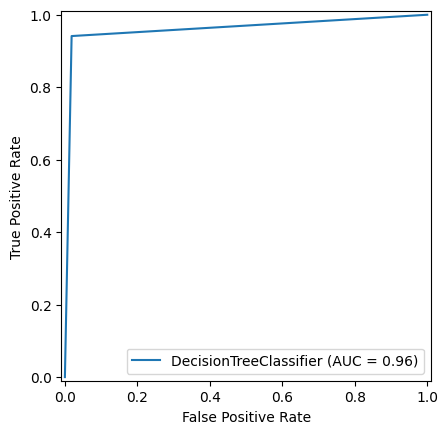 1.0
0.8
0.6
0.4
0.2
0.0
True Positive Rate
DecisionTreeClassifier (AUC = 0.96)
0.0 0.2 0.4 0.6 0.8 1.0
False Positive Rate